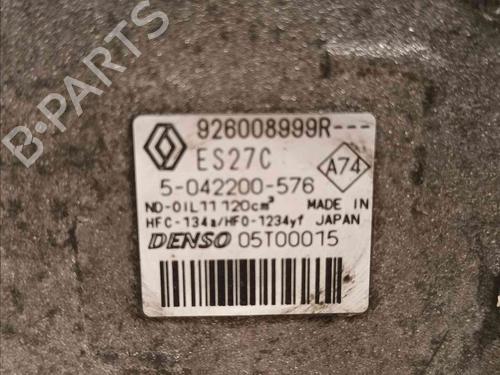 B-PARTS
926008999R---
ES27C
A74
5-042200-576
ND-OIL11 120cm³ MADE IN
HFC-134a/HFO-1234yf JAPAN
DENSO 05T00015